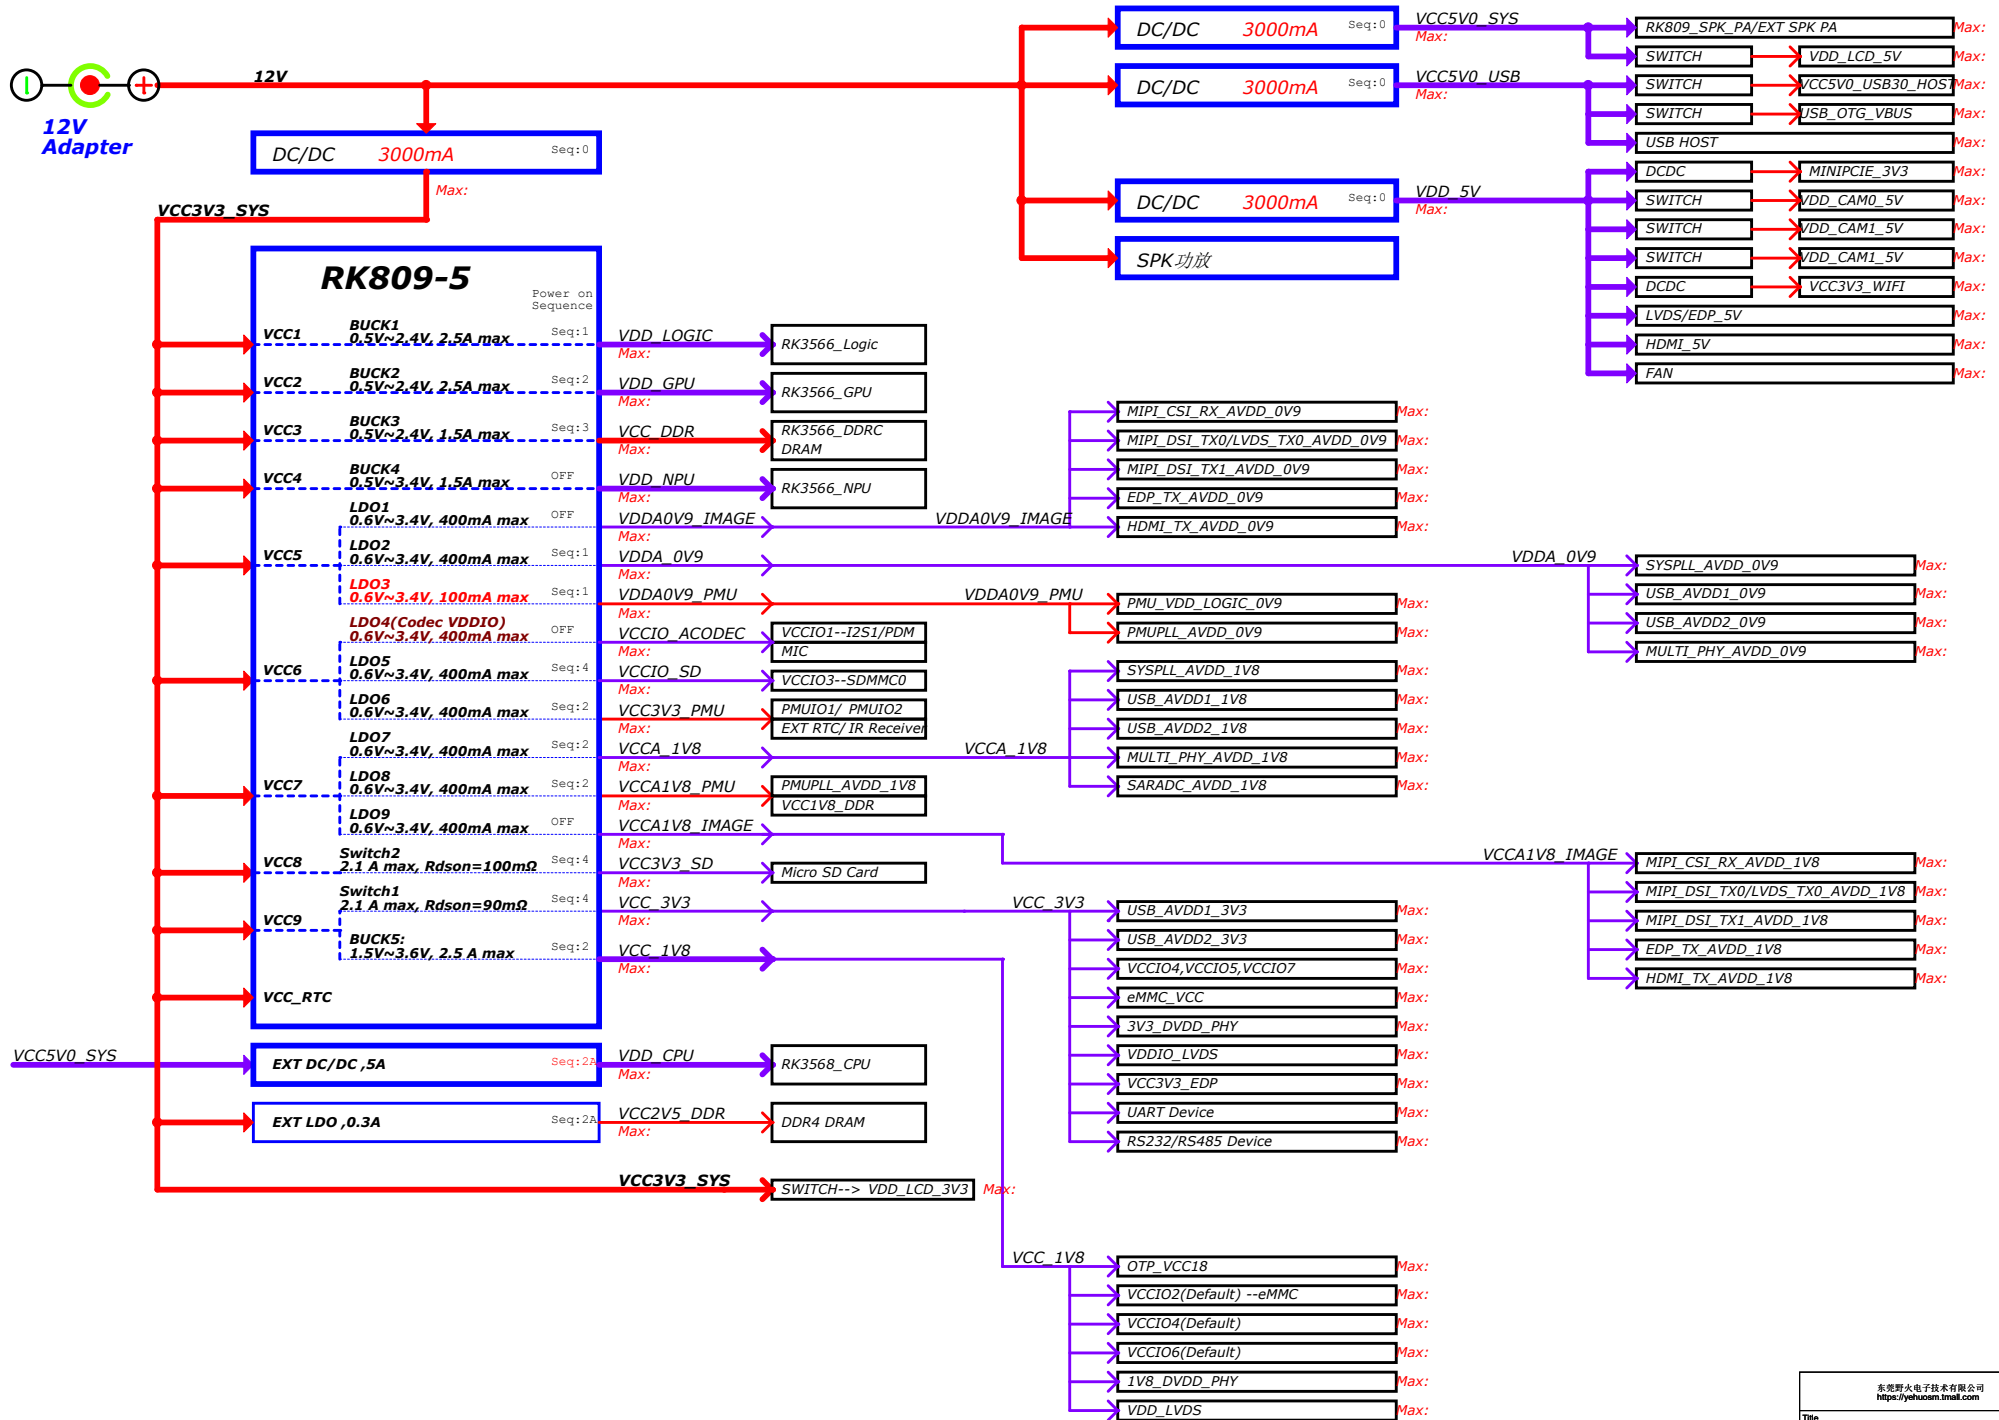 12V
12V
Adapter
DC/DC 3000mA Seq:0
Max:
VCC3V3_SYS
DC/DC 3000mA Seq:0
VCC5V0_SYS
Max:
RK809_SPK_PA/EXT SPK PA Max:
SWITCH VDD_LCD_5V Max:
DC/DC 3000mA Seq:0
VCC5V0_USB
Max:
SWITCH VCC5V0_USB30_HOST Max:
SWITCH USB_OTG_VBUS Max:
USB HOST Max:
DC/DC 3000mA Seq:0
VDD_5V
Max:
DCDC MINIPCIE_3V3 Max:
SWITCH VDD_CAM0_5V Max:
SWITCH VDD_CAM1_5V Max:
SWITCH VDD_CAM1_5V Max:
DCDC VCC3V3_WIFI Max:
LVDS/EDP_5V Max:
HDMI_5V Max:
FAN Max:
SPK功放
RK809-5
Power on
Sequence
VCC1
BUCK1
0.5V~2.4V, 2.5A max
Seq:1
VDD_LOGIC
Max:
RK3566_Logic
VCC2
BUCK2
0.5V~2.4V, 2.5A max
Seq:2
VDD_GPU
Max:
RK3566_GPU
VCC3
BUCK3
0.5V~2.4V, 1.5A max
Seq:3
VCC_DDR
Max:
RK3566_DDRC
DRAM
VCC4
BUCK4
0.5V~3.4V, 1.5A max
OFF
VDD_NPU
Max:
RK3566_NPU
LDO1
0.6V~3.4V, 400mA max
OFF
VDDA0V9_IMAGE
Max:
VDDA0V9_IMAGE
MIPI_CSI_RX_AVDD_0V9 Max:
MIPI_DSI_TX0/LVDS_TX0_AVDD_0V9 Max:
MIPI_DSI_TX1_AVDD_0V9 Max:
EDP_TX_AVDD_0V9 Max:
HDMI_TX_AVDD_0V9 Max:
VCC5
LDO2
0.6V~3.4V, 400mA max
Seq:1
VDDA_0V9
Max:
VDDA_0V9
SYSPLL_AVDD_0V9 Max:
USB_AVDD1_0V9 Max:
USB_AVDD2_0V9 Max:
MULTI_PHY_AVDD_0V9 Max:
LDO3
0.6V~3.4V, 100mA max
Seq:1
VDDA0V9_PMU
Max:
VDDA0V9_PMU
PMU_VDD_LOGIC_0V9 Max:
PMUPLL_AVDD_0V9 Max:
LDO4(Codec VDDIO)
0.6V~3.4V, 400mA max
OFF
VCCIO_ACODEC
Max:
VCCIO1--I2S1/PDM
MIC
VCC6
LDO5
0.6V~3.4V, 400mA max
Seq:4
VCCIO_SD
Max:
VCCIO3--SDMMC0
LDO6
0.6V~3.4V, 400mA max
Seq:2
VCC3V3_PMU
Max:
PMUIO1/ PMUIO2
EXT RTC/ IR Receiver
LDO7
0.6V~3.4V, 400mA max
Seq:2
VCCA_1V8
Max:
VCCA_1V8
SYSPLL_AVDD_1V8 Max:
USB_AVDD1_1V8 Max:
USB_AVDD2_1V8 Max:
MULTI_PHY_AVDD_1V8 Max:
SARADC_AVDD_1V8 Max:
VCC7
LDO8
0.6V~3.4V, 400mA max
Seq:2
VCCA1V8_PMU
Max:
PMUPLL_AVDD_1V8
VCC1V8_DDR
LDO9
0.6V~3.4V, 400mA max
OFF
VCCA1V8_IMAGE
Max:
VCCA1V8_IMAGE
MIPI_CSI_RX_AVDD_1V8 Max:
MIPI_DSI_TX0/LVDS_TX0_AVDD_1V8 Max:
MIPI_DSI_TX1_AVDD_1V8 Max:
EDP_TX_AVDD_1V8 Max:
HDMI_TX_AVDD_1V8 Max:
VCC8
Switch2
2.1 A max, Rdson=100mΩ
Seq:4
VCC3V3_SD
Max:
Micro SD Card
Switch1
2.1 A max, Rdson=90mΩ
Seq:4
VCC_3V3
Max:
VCC_3V3
USB_AVDD1_3V3 Max:
USB_AVDD2_3V3 Max:
VCCIO4,VCCIO5,VCCIO7 Max:
eMMC_VCC Max:
3V3_DVDD_PHY Max:
VDDIO_LVDS Max:
VCC3V3_EDP Max:
UART Device Max:
RS232/RS485 Device Max:
VCC9
BUCK5:
1.5V~3.6V, 2.5 A max
Seq:2
VCC_1V8
Max:
VCC_RTC
VCC5V0_SYS
EXT DC/DC ,5A Seq:2A
VDD_CPU
Max:
RK3568_CPU
EXT LDO ,0.3A Seq:2A
VCC2V5_DDR
Max:
DDR4 DRAM
VCC3V3_SYS
SWITCH--> VDD_LCD_3V3 Max:
VCC_1V8
OTP_VCC18 Max:
VCCIO2(Default) --eMMC Max:
VCCIO4(Default) Max:
VCCIO6(Default) Max:
1V8_DVDD_PHY Max:
VDD_LVDS Max:
东莞野火电子技术有限公司
https://yehuosm.tmall.com
Title